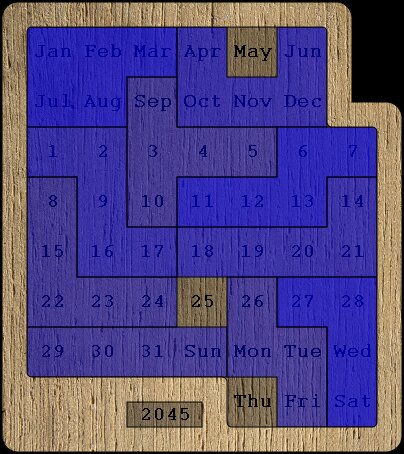 Jan Feb Mar Apr May Jun
Jul Aug Sep Oct Nov Dec
1 2 3 4 5 6 7
8 9 10 11 12 13 14
15 16 17 18 19 20 21
22 23 24 25 26 27 28
29 30 31 Sun Mon Tue Wed
2045 Thu Fri Sat